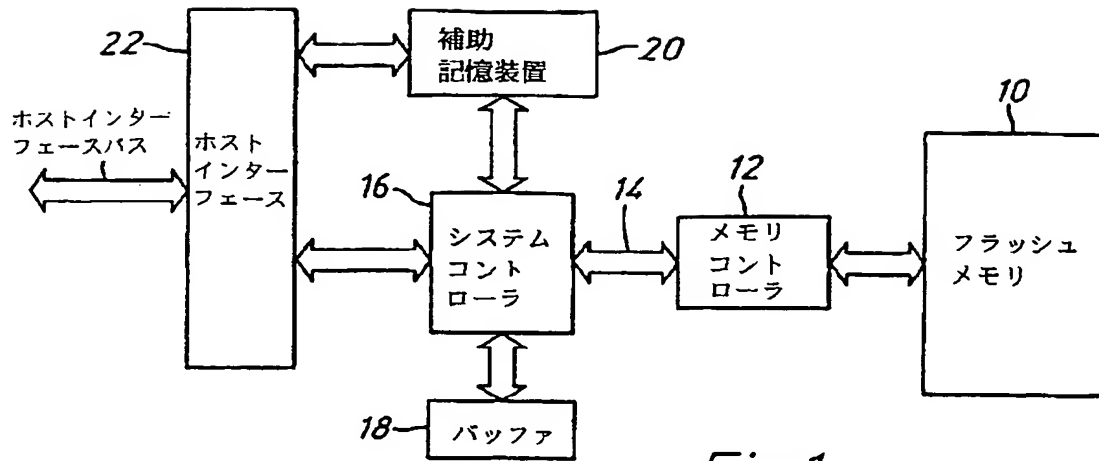 22
補助
記憶装置
20
10
ホストインター
フェースバス
ホスト
インター
フェース
16
システム
コントロ
ーラ
14
12
メモリ
コントロ
ーラ
フラッシュ
メモリ
18
バッファ